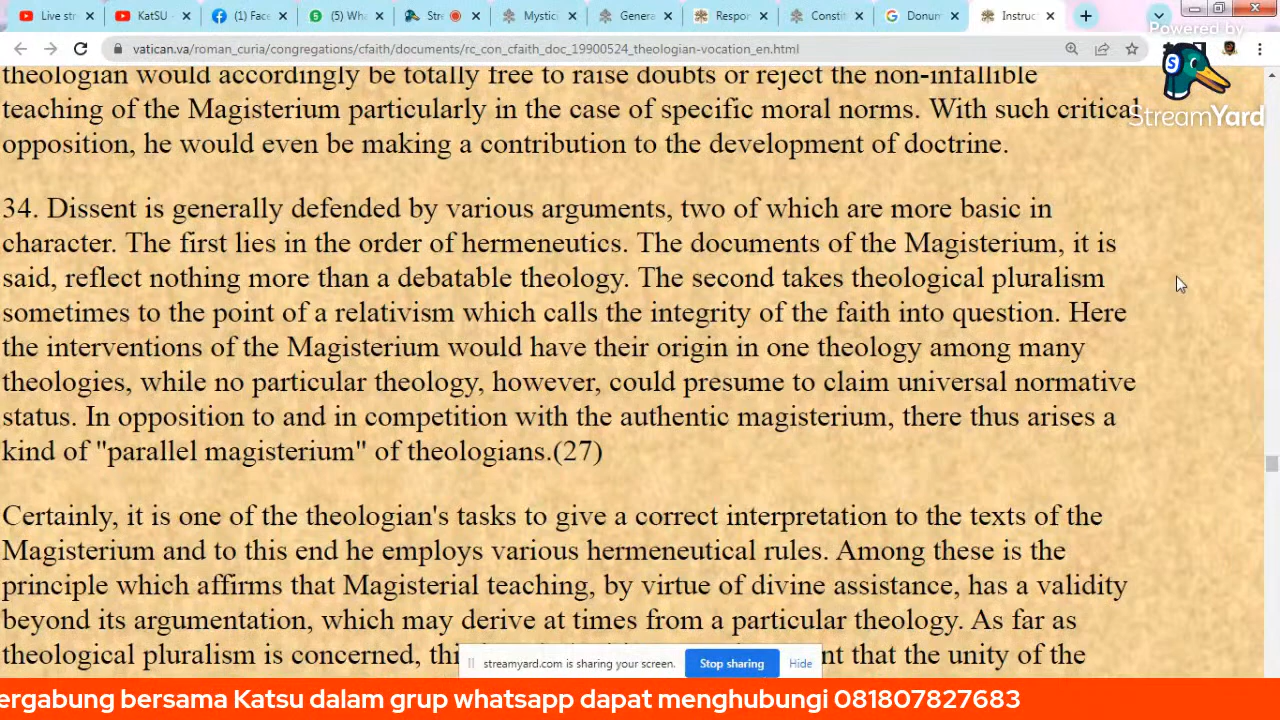 Live stre
KatSU -
(1) Face
(5) Wha
Stre
Mystic
Genera
Respor
Constit
Donum
Instruc
vatican.va/roman_curia/congregations/cfaith/documents/rc_con_cfaith_doc_19900524_theologian-vocation_en.html
Powered by
StreamYard
theologian would accordingly be totally free to raise doubts or reject the non-infallible
teaching of the Magisterium particularly in the case of specific moral norms. With such critical
opposition, he would even be making a contribution to the development of doctrine.
34. Dissent is generally defended by various arguments, two of which are more basic in
character. The first lies in the order of hermeneutics. The documents of the Magisterium, it is
said, reflect nothing more than a debatable theology. The second takes theological pluralism
sometimes to the point of a relativism which calls the integrity of the faith into question. Here
the interventions of the Magisterium would have their origin in one theology among many
theologies, while no particular theology, however, could presume to claim universal normative
status. In opposition to and in competition with the authentic magisterium, there thus arises a
kind of "parallel magisterium" of theologians.(27)
Certainly, it is one of the theologian's tasks to give a correct interpretation to the texts of the
Magisterium and to this end he employs various hermeneutical rules. Among these is the
principle which affirms that Magisterial teaching, by virtue of divine assistance, has a validity
beyond its argumentation, which may derive at times from a particular theology. As far as
theological pluralism is concerned, that the unity of the
streamyard.com is sharing your screen. Stop sharing Hide
ergabung bersama Katsu dalam grup whatsapp dapat menghubungi 081807827683